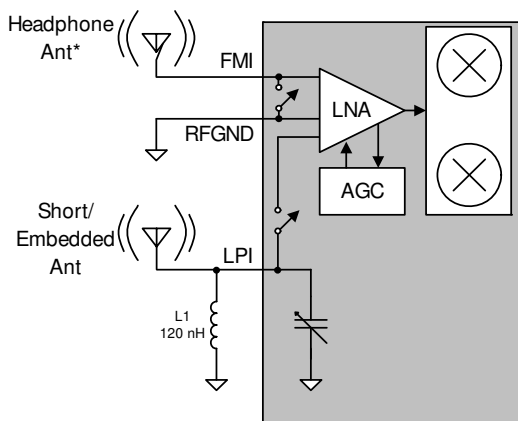 Headphone
Ant*
FMI
LNA
RFGND
AGC
Short/
Embedded
Ant
LPI
L1
120 nH